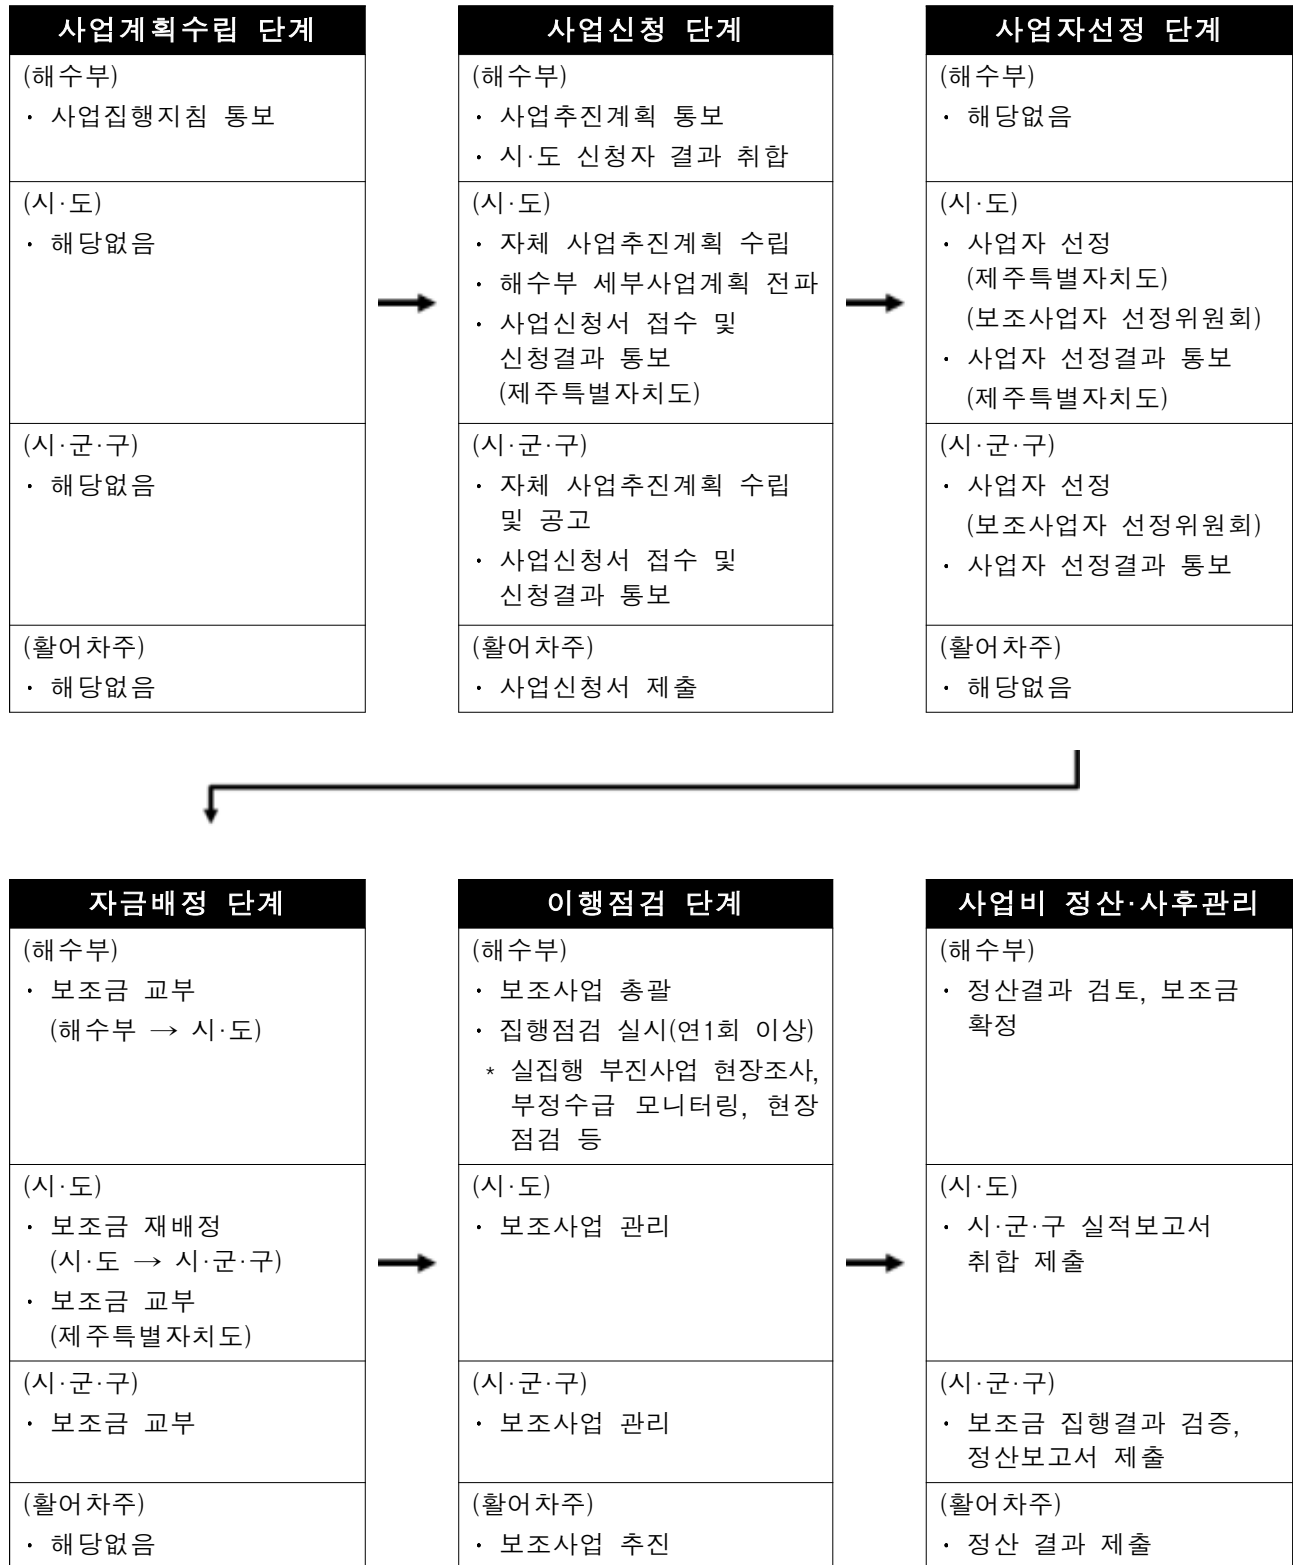 사업계획수립 단계
(해수부)
· 사업집행지침 통보
(시·도)
· 해당없음
(시·군·구)
· 해당없음
(활어차주)
· 해당없음
사업신청 단계
(해수부)
· 사업추진계획 통보
· 시·도 신청자 결과 취합
(시·도)
· 자체 사업추진계획 수립
· 해수부 세부사업계획 전파
· 사업신청서 접수 및
신청결과 통보
(제주특별자치도)
(시·군·구)
· 자체 사업추진계획 수립
및 공고
· 사업신청서 접수 및
신청결과 통보
(활어차주)
· 사업신청서 제출
사업자선정 단계
(해수부)
· 해당없음
(시·도)
· 사업자 선정
(제주특별자치도)
(보조사업자 선정위원회)
· 사업자 선정결과 통보
(제주특별자치도)
(시·군·구)
· 사업자 선정
(보조사업자 선정위원회)
· 사업자 선정결과 통보
(활어차주)
· 해당없음
자금배정 단계
(해수부)
· 보조금 교부
(해수부 → 시·도)
(시·도)
· 보조금 재배정
(시·도 → 시·군·구)
· 보조금 교부
(제주특별자치도)
(시·군·구)
· 보조금 교부
(활어차주)
· 해당없음
이행점검 단계
(해수부)
· 보조사업 총괄
· 집행점검 실시(연1회 이상)
* 실집행 부진사업 현장조사,
부정수급 모니터링, 현장
점검 등
(시·도)
· 보조사업 관리
(시·군·구)
· 보조사업 관리
(활어차주)
· 보조사업 추진
사업비 정산·사후관리
(해수부)
· 정산결과 검토, 보조금
확정
(시·도)
· 시·군·구 실적보고서
취합 제출
(시·군·구)
· 보조금 집행결과 검증,
정산보고서 제출
(활어차주)
· 정산 결과 제출